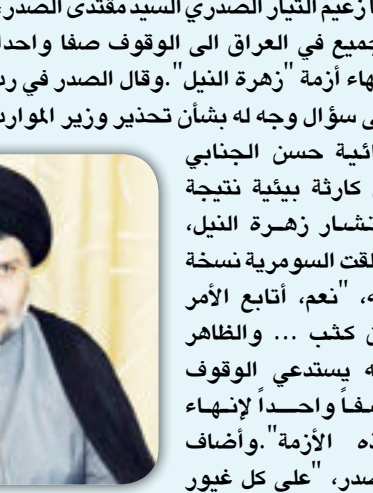 زعيم التيار الصدري السيد مقتدى الصدر
جميع في العراق الى الوقوف صفا واحدا
هاء أزمة "زهرة النيل".وقال الصدر في رد
ى سؤال وجه له بشأن تحذير وزير الموارد
ائية حسن الجنابي
كارثة بيئية نتيجة
تشار زهرة النيل،
لقت السومرية نسخة
ه، "نعم، أتابع الأمر
ن كثب ... والظاهر
ه يستدعي الوقوف
سفاً واحداً لإنهاء
ذه الأزمة".وأضاف
صدر، "على كل غيور